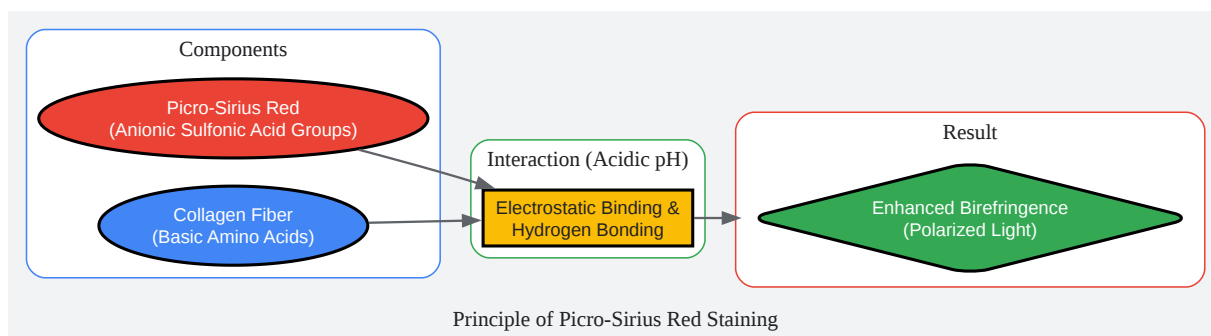 Components
Picro-Sirius Red
(Anionic Sulfonic Acid Groups)
Collagen Fiber
(Basic Amino Acids)
Interaction (Acidic pH)
Electrostatic Binding &
Hydrogen Bonding
Result
Enhanced Birefringence
(Polarized Light)
Principle of Picro-Sirius Red Staining